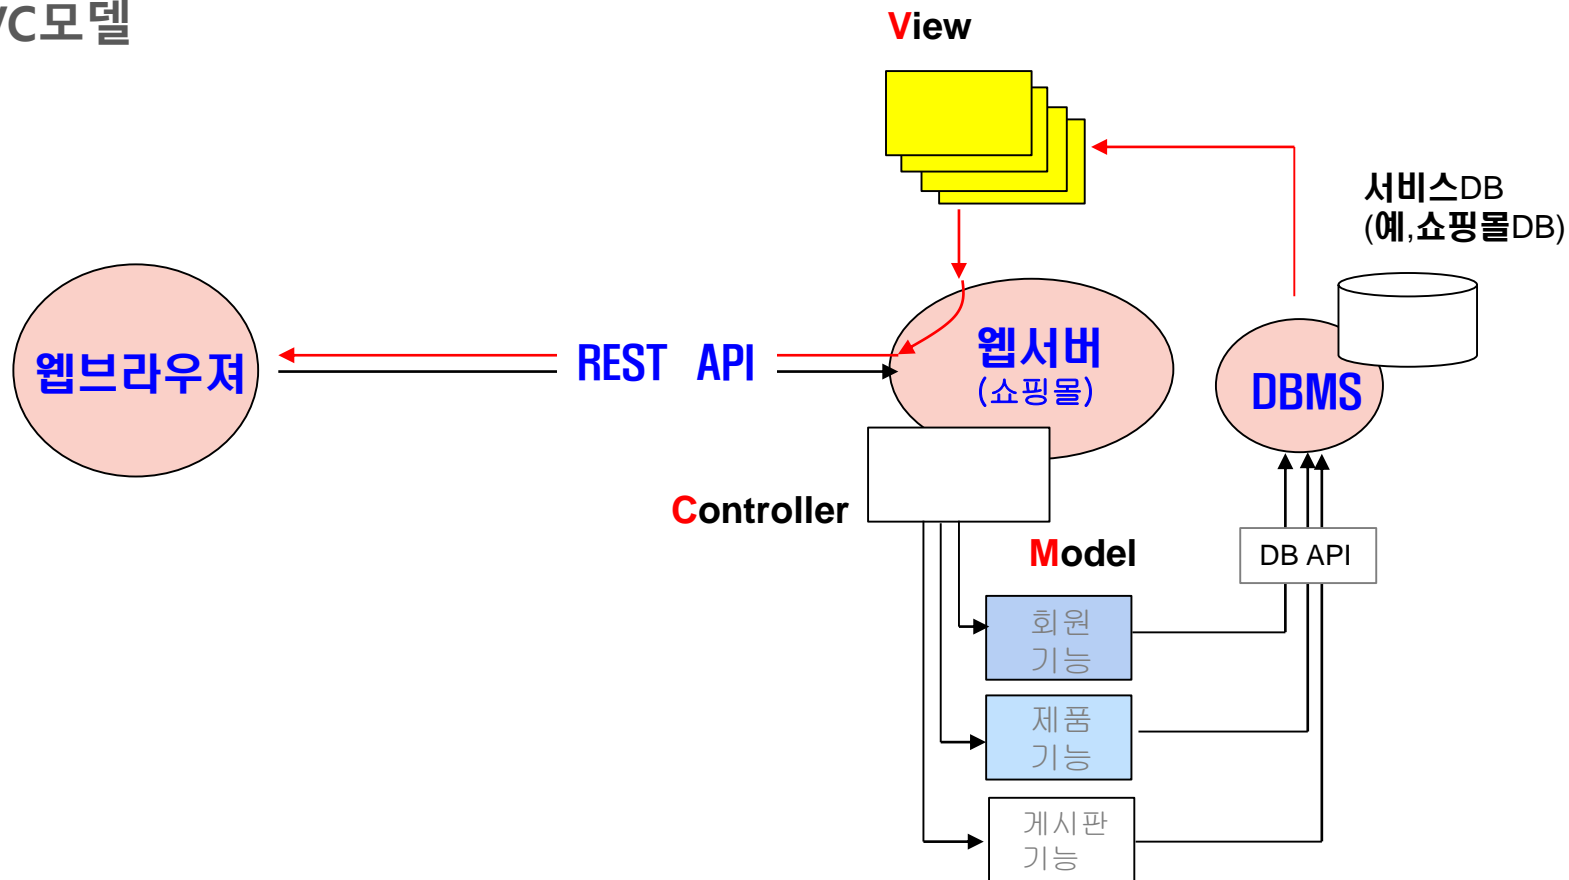 VC모델
View
서비스DB
(예,쇼핑몰DB)
웹브라우져
REST API
웹서버
(쇼핑몰)
DBMS
Controller
Model
DB API
회원
기능
제품
기능
게시판
기능